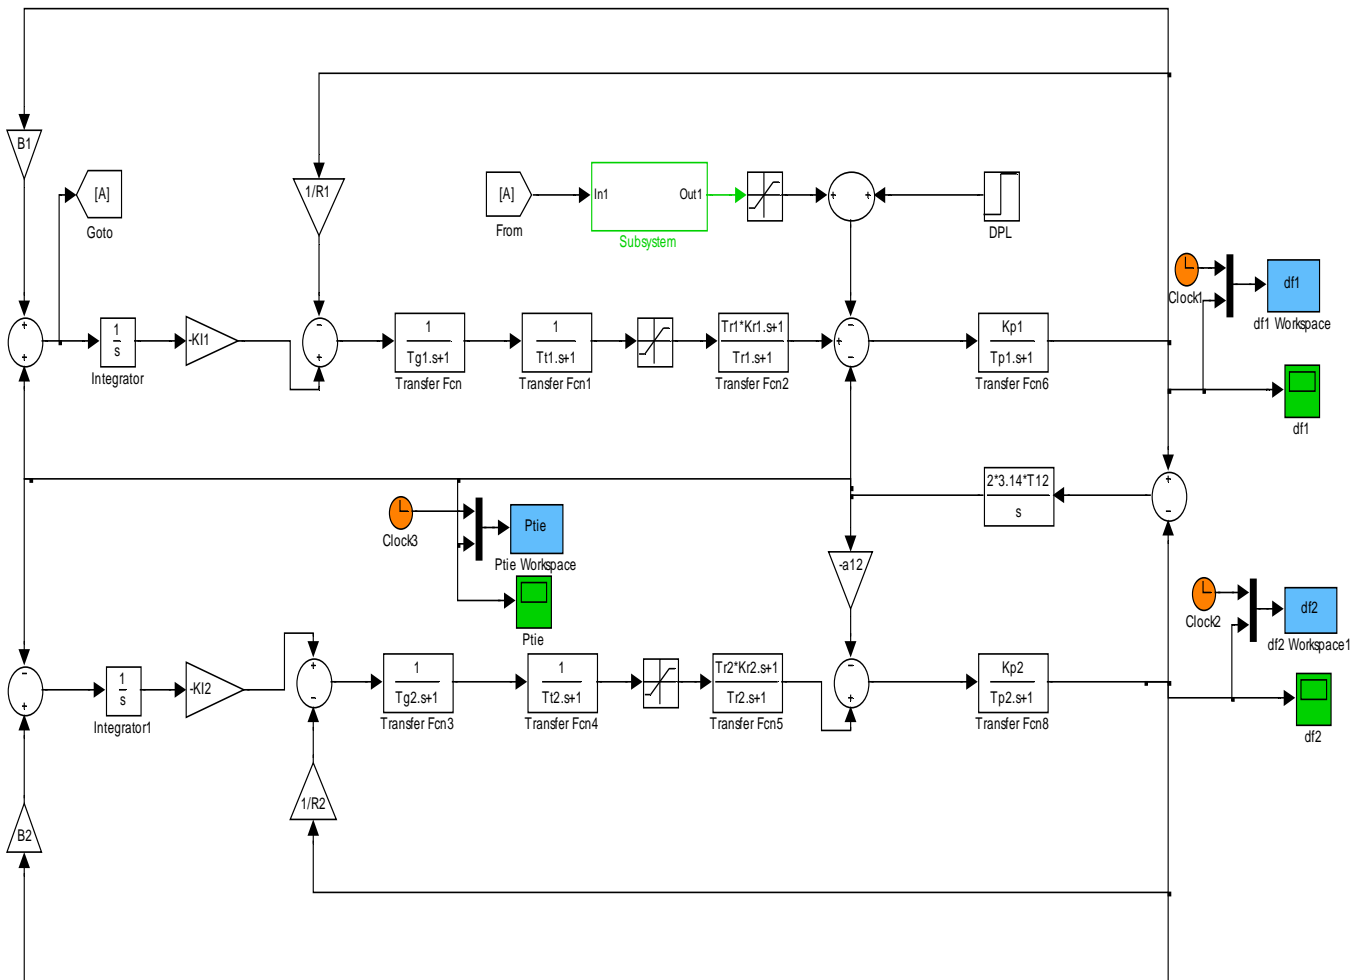 B1
[A]
Goto
1/R1
[A]
From
In1
Out1
Subsystem
+
+
DPL
Clock1
df1
df1 Workspace
+
+
1
s
Integrator
-KI1
-
+
1
Tg1.s+1
Transfer Fcn
1
Tt1.s+1
Transfer Fcn1
Tr1*Kr1.s+1
Tr1.s+1
Transfer Fcn2
-
+
-
Kp1
Tp1.s+1
Transfer Fcn6
df1
2*3.14*T12
s
+
-
Clock3
Ptie
Ptie Workspace
Ptie
-a12
Clock2
df2
df2 Workspace1
-
+
1
s
Integrator1
-KI2
+
-
1
Tg2.s+1
Transfer Fcn3
1
Tt2.s+1
Transfer Fcn4
Tr2*Kr2.s+1
Tr2.s+1
Transfer Fcn5
-
+
Kp2
Tp2.s+1
Transfer Fcn8
df2
1/R2
B2